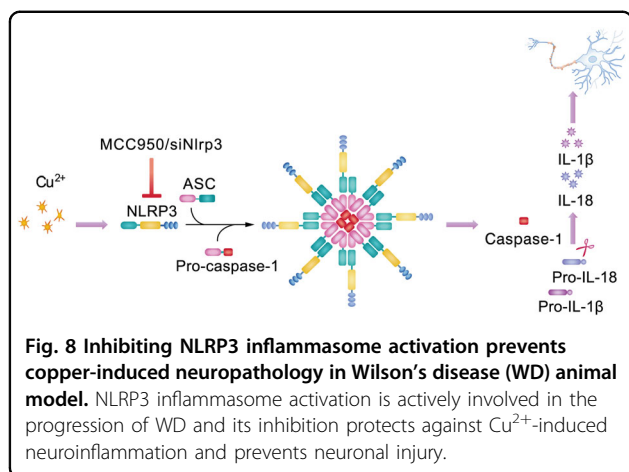 MCC950/siNlrp3
Cu²⁺
ASC
NLRP3
Pro-caspase-1
IL-1β
IL-18
Caspase-1
Pro-IL-18
Pro-IL-1β
Fig. 8 Inhibiting NLRP3 inflammasome activation prevents
copper-induced neuropathology in Wilson's disease (WD) animal
model. NLRP3 inflammasome activation is actively involved in the
progression of WD and its inhibition protects against Cu²⁺-induced
neuroinflammation and prevents neuronal injury.